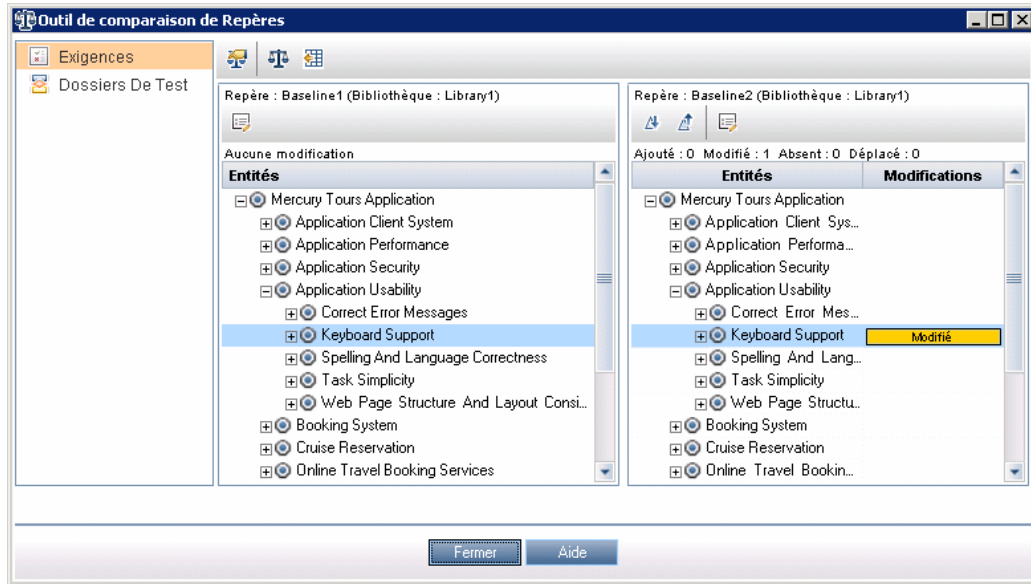 Outil de comparaison de Repères
Exigences
Dossiers De Test
Repère : Baseline1 (Bibliothèque : Library1)
Aucune modification
Entités
Mercury Tours Application
Application Client System
Application Performance
Application Security
Application Usability
Correct Error Messages
Keyboard Support
Spelling And Language Correctness
Task Simplicity
Web Page Structure And Layout Consi...
Booking System
Cruise Reservation
Online Travel Booking Services
Repère : Baseline2 (Bibliothèque : Library1)
Ajouté : 0 Modifié : 1 Absent : 0 Déplacé : 0
Entités Modifications
Mercury Tours Application
Application Client Sys...
Application Performa...
Application Security
Application Usability
Correct Error Mes...
Keyboard Support Modifié
Spelling And Lang...
Task Simplicity
Web Page Structu...
Booking System
Cruise Reservation
Online Travel Bookin...
Fermer Aide